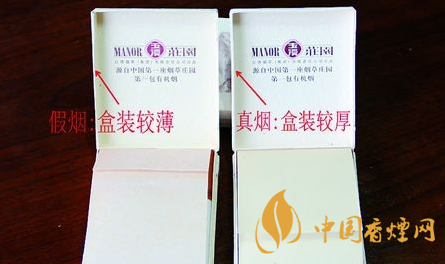 MANOR 莊園
源自中国第一座烟草庄园
第一包有机烟
假烟:盒装较薄
MANOR 莊園
源自中国第一座烟草庄园
第一包有机烟
真烟:盒装较厚
中国香烟网